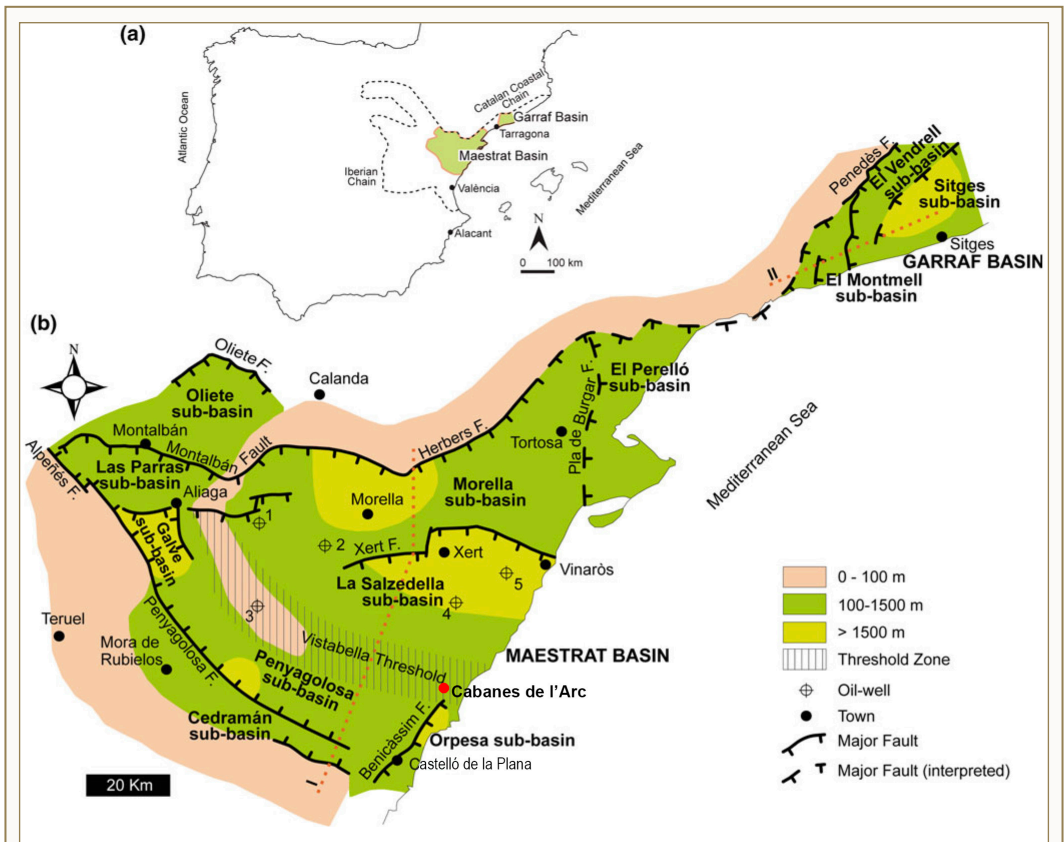 (a)
Atlantic Ocean
Catalan Coastal
Chain
Garraf Basin
Tarragona
Maestrat Basin
Iberian
Chain
València
Mediterranean Sea
Alacant
N
0 100 km
(b)
N
Penedès F.
El Vendrell
sub-basin
Sitges
sub-basin
Sitges
GARRAF BASIN
II
El Montmell
sub-basin
Oliete F.
Calanda
Oliete
sub-basin
El Perelló
sub-basin
Pla de Burgar F.
Montalbán
Montalbán Fault
Herbers F.
Tortosa
Mediterranean Sea
Alpeñés F.
Las Parras
sub-basin
Aliaga
Morella
Morella
sub-basin
1
Galve
sub-basin
2
Xert F.
Xert
5
Vinaròs
La Salzedella
sub-basin
4
3
Teruel
Mora de
Rubielos
Penyagolosa F.
Vistabella Threshold
MAESTRAT BASIN
Penyagolosa
sub-basin
Cabanes de l'Arc
Cedramán
sub-basin
Benicàssim F.
Orpesa sub-basin
Castelló de la Plana
I
20 Km
0 - 100 m
100-1500 m
> 1500 m
Threshold Zone
Oil-well
Town
Major Fault
Major Fault (interpreted)